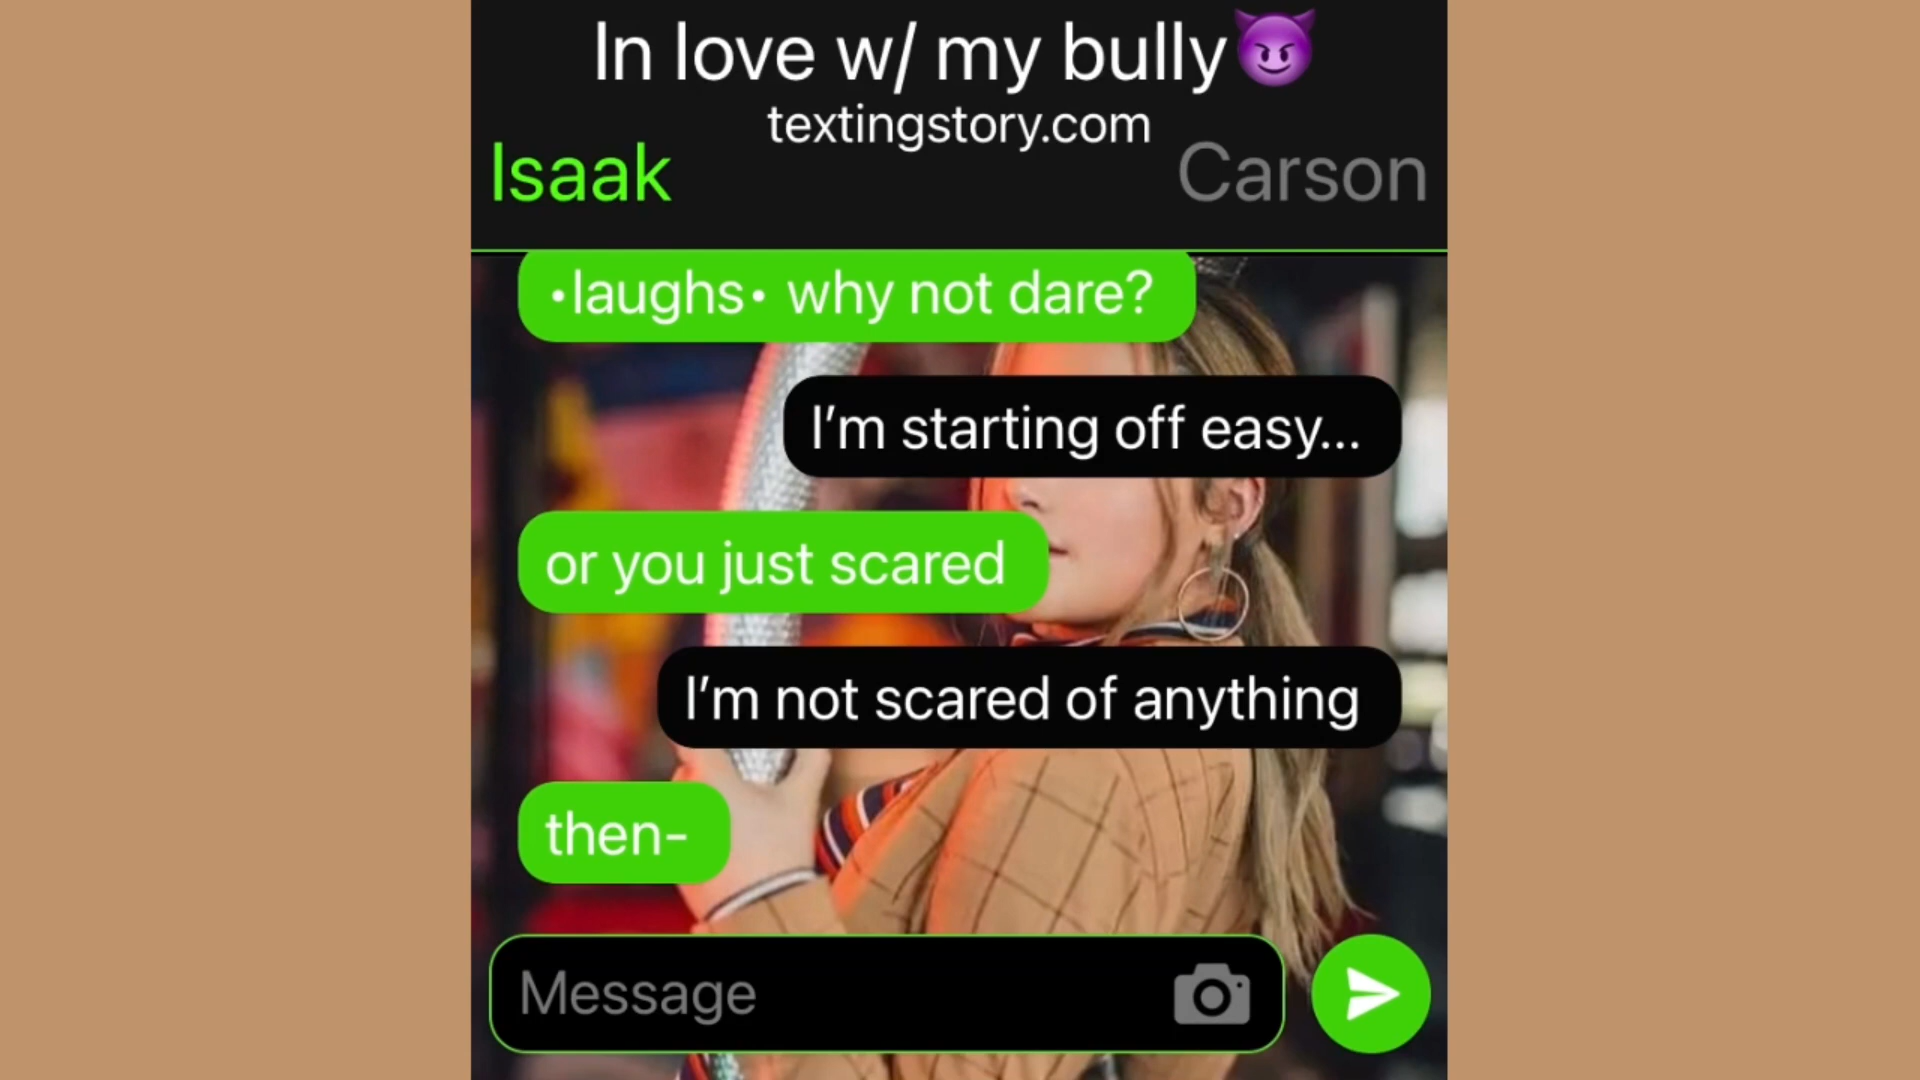 In love w/ my bully😈
textingstory.com
Isaak
Carson
•laughs• why not dare?
I'm starting off easy...
or you just scared
I'm not scared of anything
then-
Message